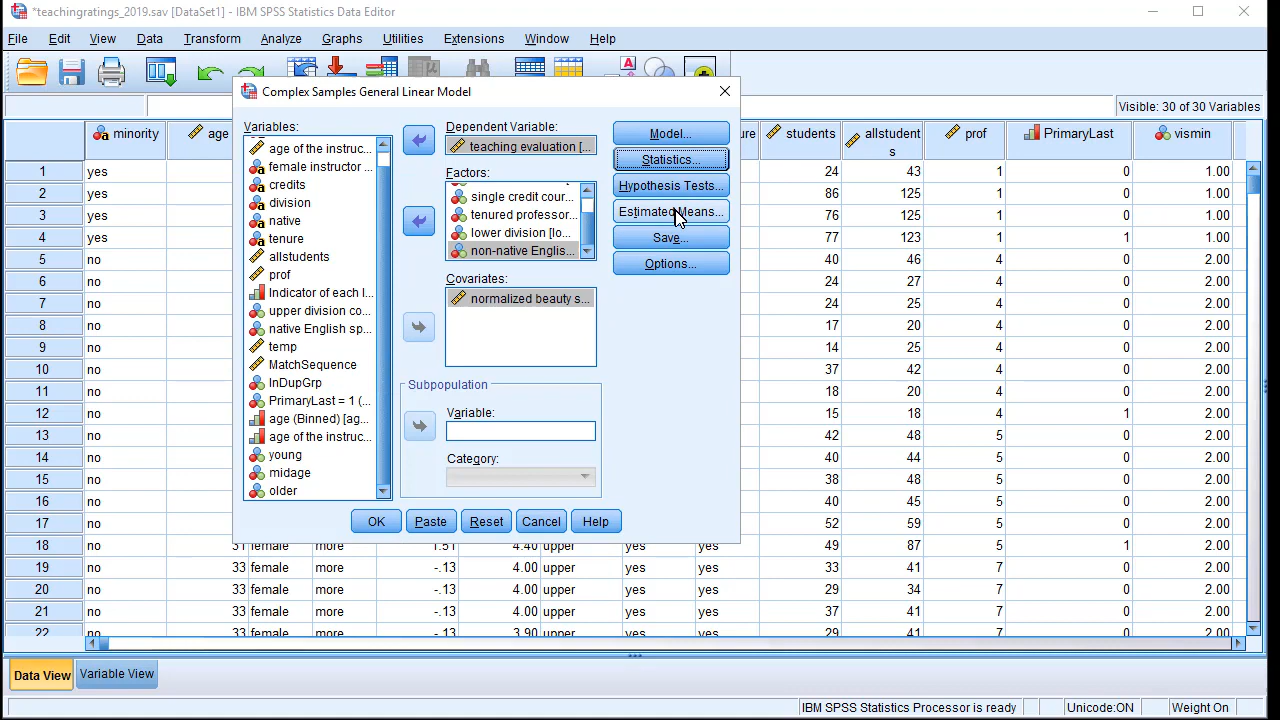 *teachingratings_2019.sav [DataSet1] - IBM SPSS Statistics Data Editor
File Edit View Data Transform Analyze Graphs Utilities Extensions Window Help
Visible: 30 of 30 Variables
Complex Samples General Linear Model
Variables:
age of the instruc...
female instructor ...
credits
division
native
tenure
allstudents
prof
Indicator of each l...
upper division co...
native English sp...
temp
MatchSequence
InDupGrp
PrimaryLast = 1 (...
age (Binned) [ag...
age of the instruc...
young
midage
older
Dependent Variable:
teaching evaluation [...
Factors:
single credit cour...
tenured professor...
lower division [lo...
non-native Englis...
Covariates:
normalized beauty s...
Subpopulation
Variable:
Category:
Model...
Statistics...
Hypothesis Tests...
Estimated Means...
Save...
Options...
OK Paste Reset Cancel Help
minority age ure students allstudent
s prof PrimaryLast vismin
1 yes 24 43 1 0 1.00
2 yes 86 125 1 0 1.00
3 yes 76 125 1 0 1.00
4 yes 77 123 1 1 1.00
5 no 40 46 4 0 2.00
6 no 24 27 4 0 2.00
7 no 24 25 4 0 2.00
8 no 17 20 4 0 2.00
9 no 14 25 4 0 2.00
10 no 37 42 4 0 2.00
11 no 18 20 4 0 2.00
12 no 15 18 4 1 2.00
13 no 42 48 5 0 2.00
14 no 40 44 5 0 2.00
15 no 38 48 5 0 2.00
16 no 40 45 5 0 2.00
17 no 52 59 5 0 2.00
18 no 31 female more 1.51 4.40 upper yes yes 49 87 5 1 2.00
19 no 33 female more -.13 4.00 upper yes yes 33 41 7 0 2.00
20 no 33 female more -.13 4.00 upper yes yes 29 34 7 0 2.00
21 no 33 female more -.13 4.00 upper yes yes 37 41 7 0 2.00
22 no 33 female more -.13 3.90 upper yes yes 29 41 7 0 2.00
Data View Variable View
IBM SPSS Statistics Processor is ready Unicode:ON Weight On